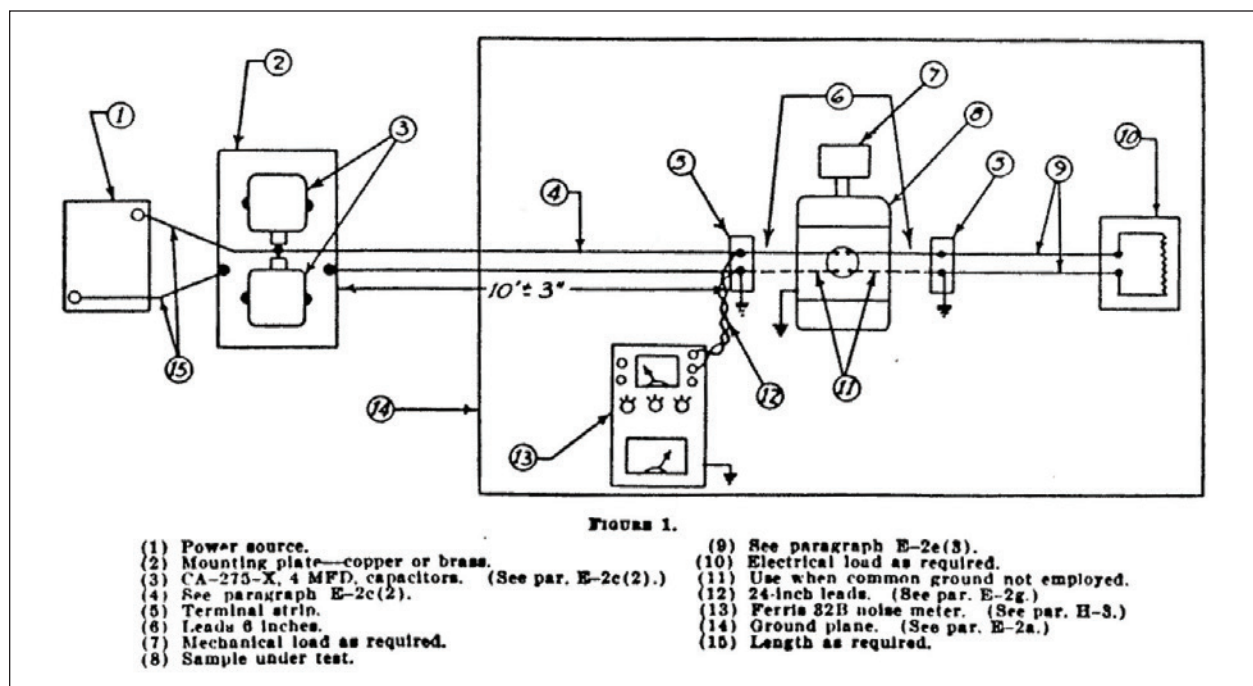 1
2
3
4
5
6
7
8
5
9
10
10'± 3"
15
14
13
12
11
FIGURE 1.
(1) Power source.
(2) Mounting plate—copper or brass.
(3) CA-275-X, 4 MFD. capacitors. (See par. E-2c(2).)
(4) See paragraph E-2c(2).
(5) Terminal strip.
(6) Leads 6 inches.
(7) Mechanical load as required.
(8) Sample under test.
(9) See paragraph E-2e(3).
(10) Electrical load as required.
(11) Use when common ground not employed.
(12) 24-inch leads. (See par. E-2g.)
(13) Ferris 32B noise meter. (See par. H-3.)
(14) Ground plane. (See par. E-2a.)
(15) Length as required.